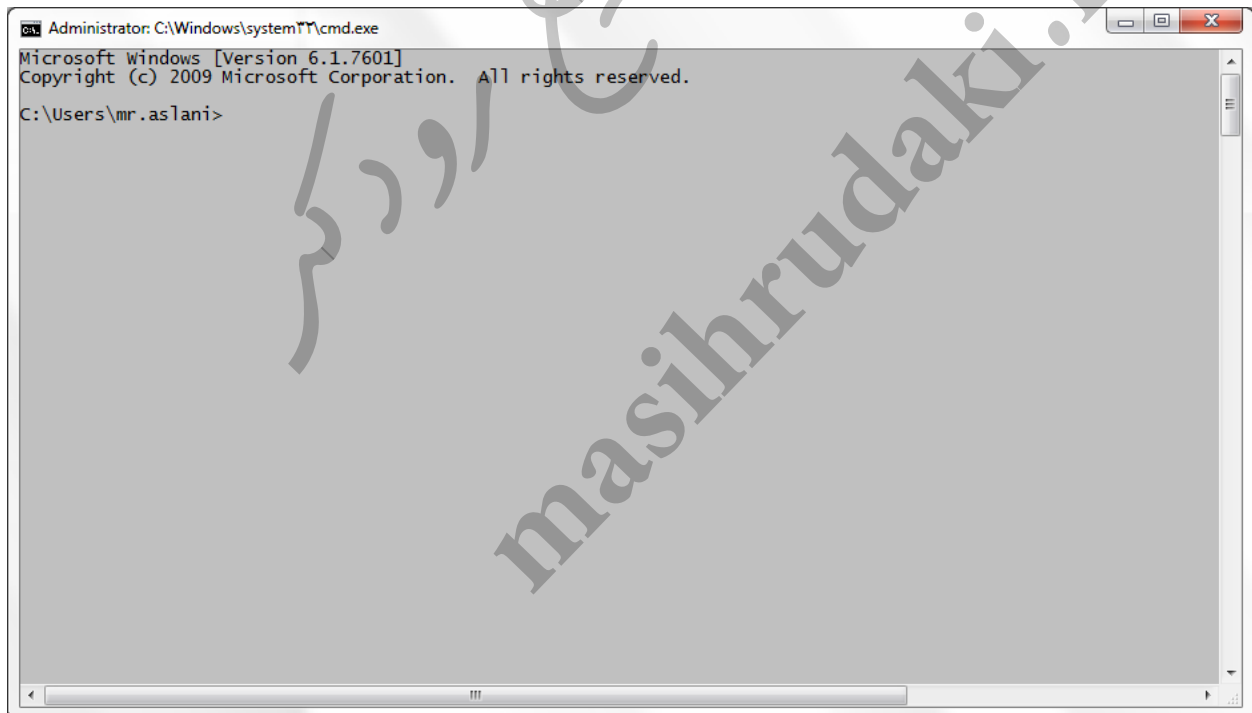 Administrator: C:\Windows\system۳۲\cmd.exe
Microsoft Windows [Version 6.1.7601]
Copyright (c) 2009 Microsoft Corporation. All rights reserved.
C:\Users\mr.aslani>
masihrudaki.